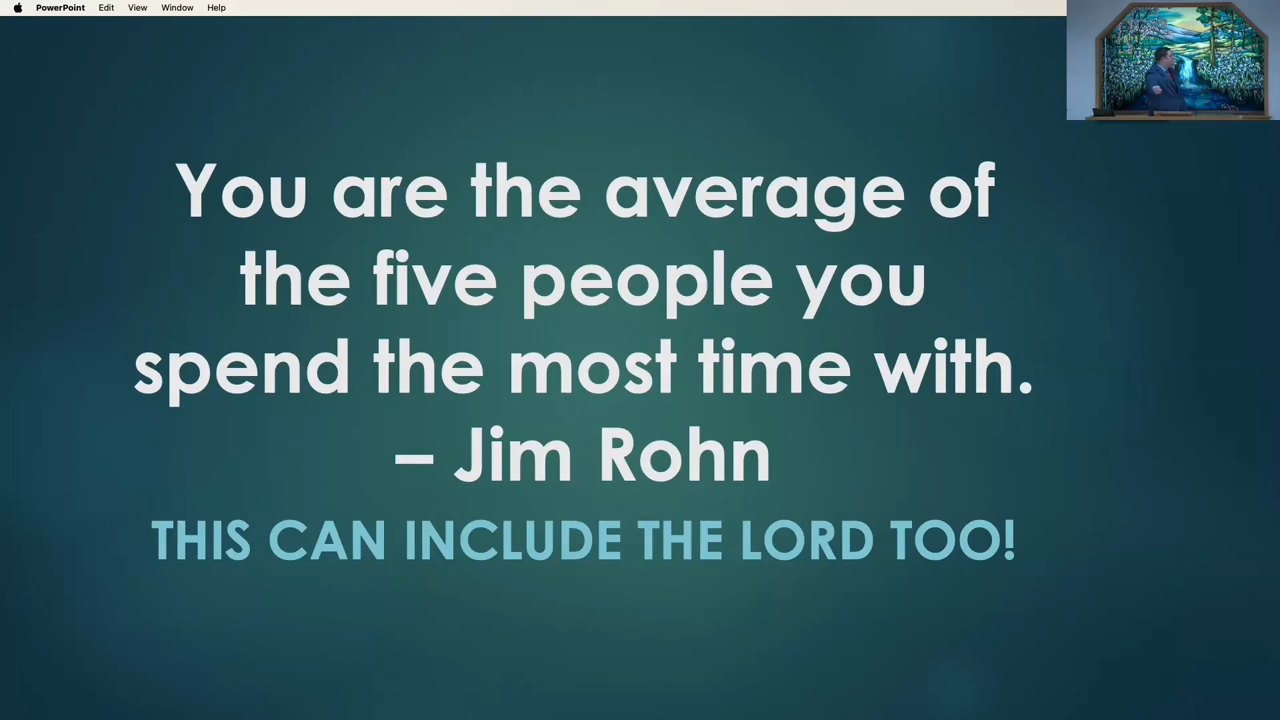 PowerPoint Edit View Window Help
You are the average of
the five people you
spend the most time with.
– Jim Rohn
THIS CAN INCLUDE THE LORD TOO!